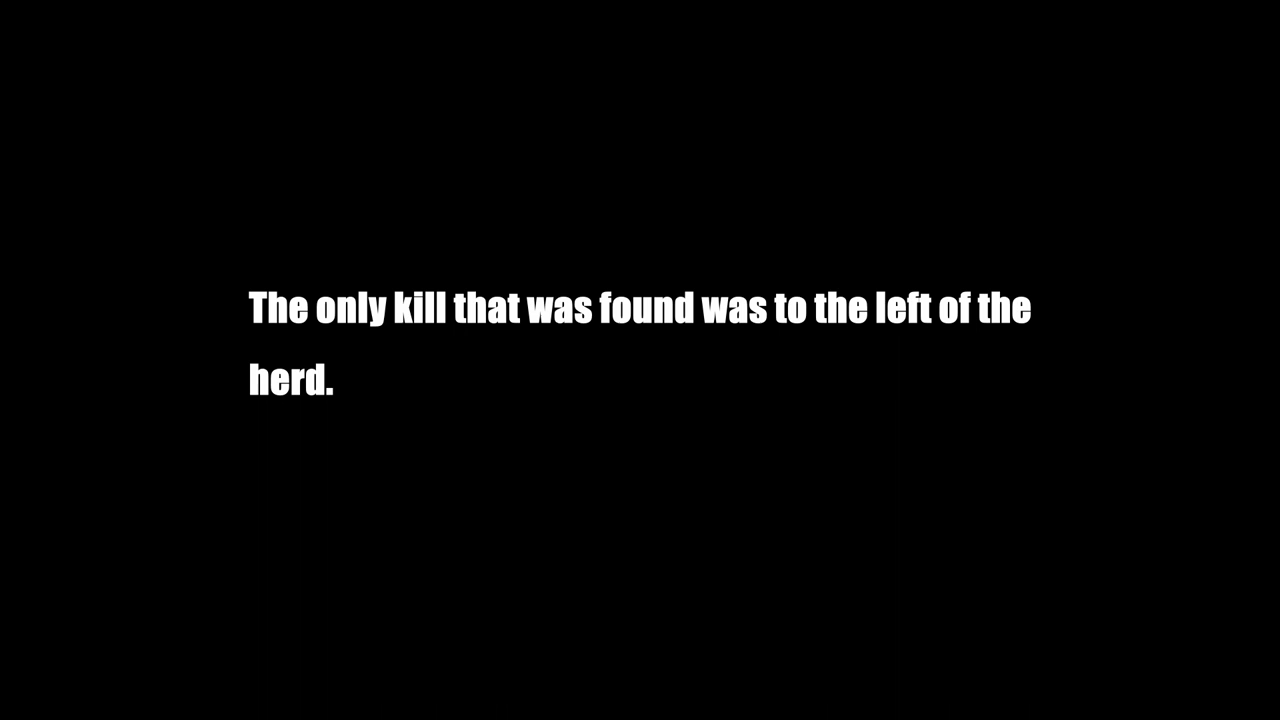 The only kill that was found was to the left of the
herd.